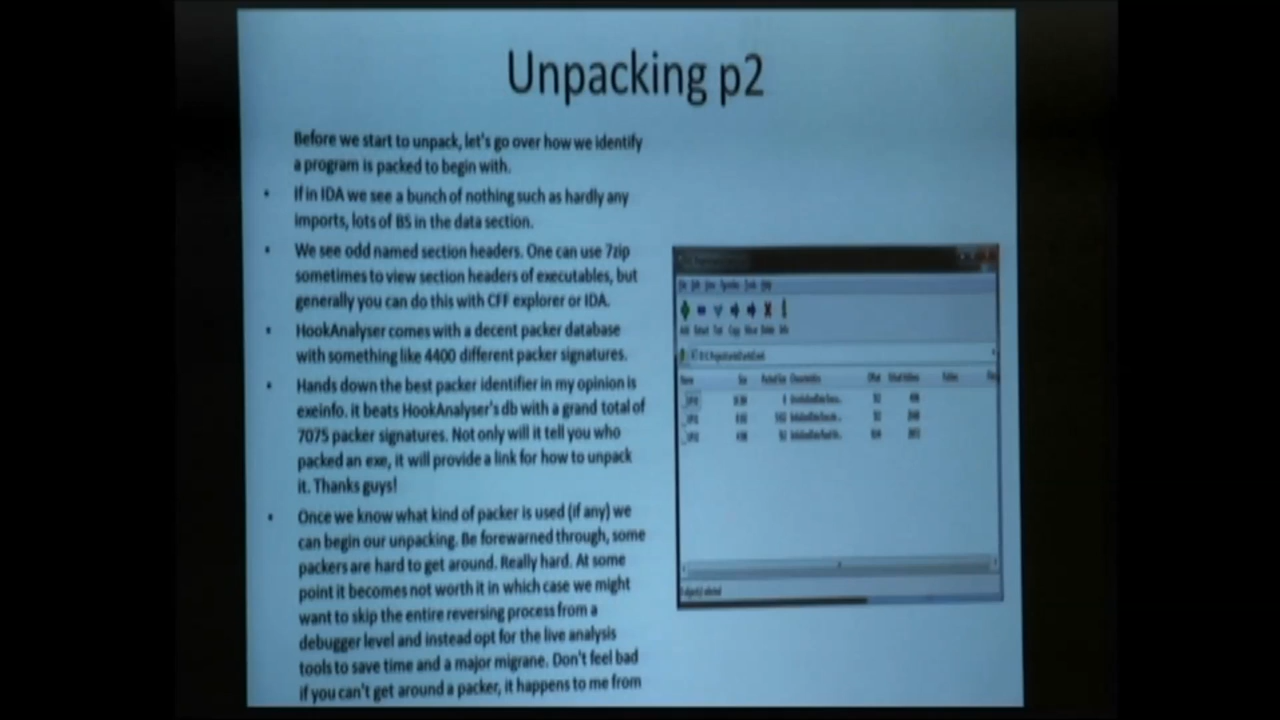 Unpacking p2
Before we start to unpack, let's go over how we identify
a program is packed to begin with.
• If in IDA we see a bunch of nothing such as hardly any
imports, lots of BS in the data section.
• We see odd named section headers. One can use 7zip
sometimes to view section headers of executables, but
generally you can do this with CFF explorer or IDA.
• HookAnalyser comes with a decent packer database
with something like 4400 different packer signatures.
• Hands down the best packer identifier in my opinion is
exeinfo. it beats HookAnalyser's db with a grand total of
7075 packer signatures. Not only will it tell you who
packed an exe, it will provide a link for how to unpack
it. Thanks guys!
• Once we know what kind of packer is used (if any) we
can begin our unpacking. Be forewarned through, some
packers are hard to get around. Really hard. At some
point it becomes not worth it in which case we might
want to skip the entire reversing process from a
debugger level and instead opt for the live analysis
tools to save time and a major migrane. Don't feel bad
if you can't get around a packer, it happens to me from